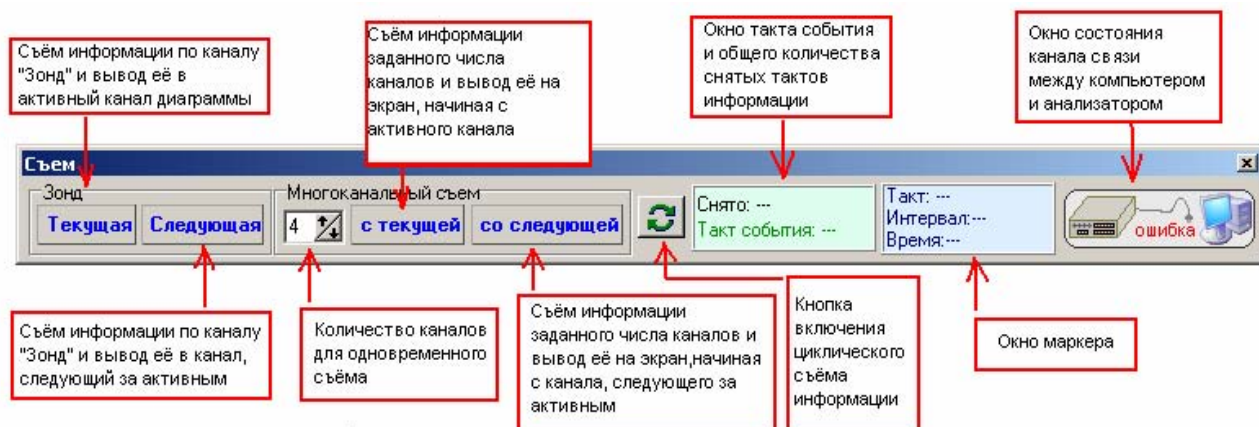 Съём информации по каналу
"Зонд" и вывод её в
активный канал диаграммы
Съём информации
заданного числа
каналов и вывод её на
экран, начиная с
активного канала
Окно такта события
и общего количества
снятых тактов
информации
Окно состояния
канала связи
между компьютером
и анализатором
Съем
Зонд
Текущая Следующая
Многоканальный съем
4 с текущей со следующей
Снято: ---
Такт события: ---
Такт: ---
Интервал:---
Время:---
ошибка
Съём информации по каналу
"Зонд" и вывод её в канал,
следующий за активным
Количество каналов
для одновременного
съёма
Съём информации
заданного числа каналов и
вывод её на экран,начиная
с канала, следующего за
активным
Кнопка
включения
циклического
съёма
информации
Окно маркера